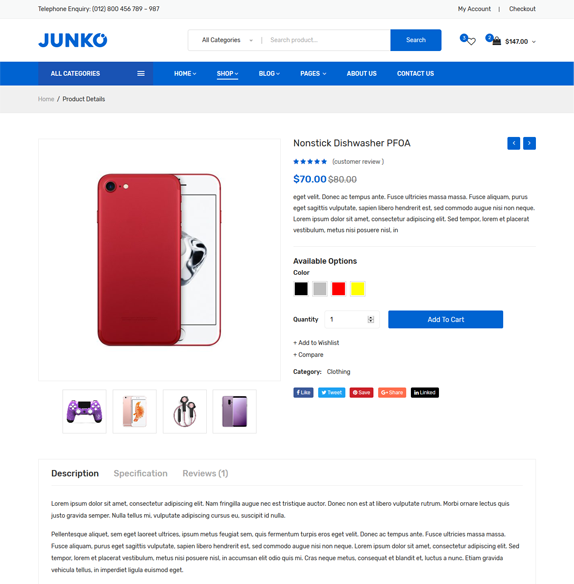 Telephone Enquiry: (012) 800 456 789 – 987
My Account | Checkout
JUNKO
All Categories | Search product... Search
3 2 $147.00
ALL CATEGORIES HOME SHOP BLOG PAGES ABOUT US CONTACT US
Home / Product Details
Nonstick Dishwasher PFOA
(customer review )
$70.00 $80.00
eget velit. Donec ac tempus ante. Fusce ultricies massa massa. Fusce aliquam, purus
eget sagittis vulputate, sapien libero hendrerit est, sed commodo augue nisi non neque.
Lorem ipsum dolor sit amet, consectetur adipiscing elit. Sed tempor, lorem et placerat
vestibulum, metus nisi posuere nisl, in
Available Options
Color
Quantity 1 Add To Cart
+ Add to Wishlist
+ Compare
Category: Clothing
Like Tweet Save Share Linked
Description Specification Reviews (1)
Lorem ipsum dolor sit amet, consectetur adipiscing elit. Nam fringilla augue nec est tristique auctor. Donec non est at libero vulputate rutrum. Morbi ornare lectus quis
justo gravida semper. Nulla tellus mi, vulputate adipiscing cursus eu, suscipit id nulla.
Pellentesque aliquet, sem eget laoreet ultrices, ipsum metus feugiat sem, quis fermentum turpis eros eget velit. Donec ac tempus ante. Fusce ultricies massa massa.
Fusce aliquam, purus eget sagittis vulputate, sapien libero hendrerit est, sed commodo augue nisi non neque. Lorem ipsum dolor sit amet, consectetur adipiscing elit. Sed
tempor, lorem et placerat vestibulum, metus nisi posuere nisl, in accumsan elit odio quis mi. Cras neque metus, consequat et blandit et, luctus a nunc. Etiam gravida
vehicula tellus, in imperdiet ligula euismod eget.